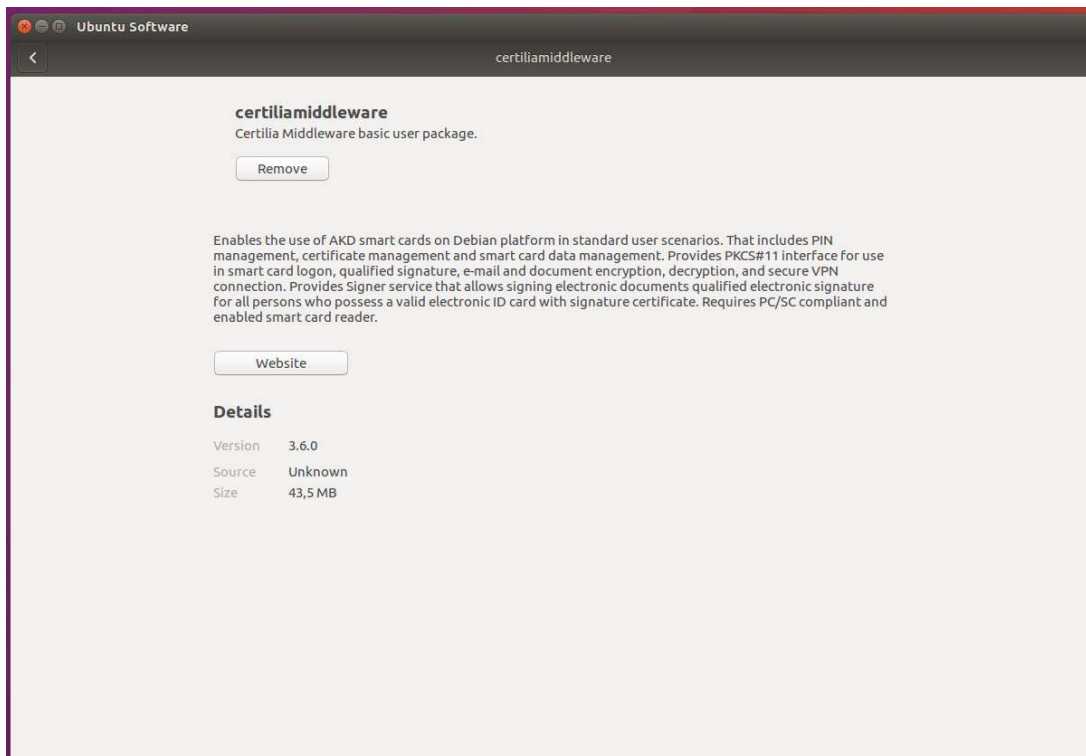 Ubuntu Software
certiliamiddleware
certiliamiddleware
Certilia Middleware basic user package.
Remove
Enables the use of AKD smart cards on Debian platform in standard user scenarios. That includes PIN
management, certificate management and smart card data management. Provides PKCS#11 interface for use
in smart card logon, qualified signature, e-mail and document encryption, decryption, and secure VPN
connection. Provides Signer service that allows signing electronic documents qualified electronic signature
for all persons who possess a valid electronic ID card with signature certificate. Requires PC/SC compliant and
enabled smart card reader.
Website
Details
Version 3.6.0
Source Unknown
Size 43,5 MB